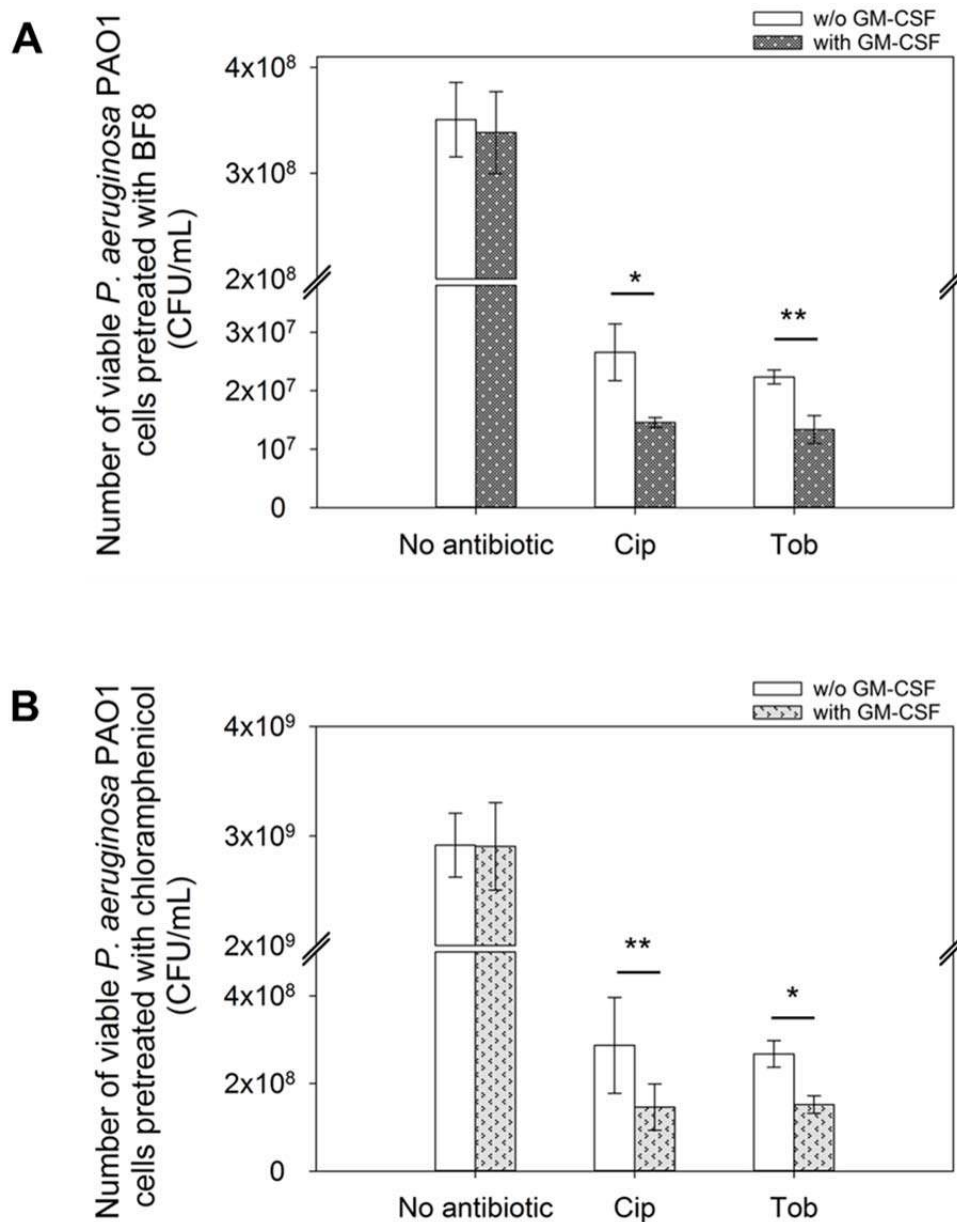 A
w/o GM-CSF
with GM-CSF
Number of viable P. aeruginosa PAO1
cells pretreated with BF8
(CFU/mL)
4x10⁸
3x10⁸
2x10⁸
3x10⁷
2x10⁷
10⁷
0
*
**
No antibiotic
Cip
Tob
B
w/o GM-CSF
with GM-CSF
Number of viable P. aeruginosa PAO1
cells pretreated with chloramphenicol
(CFU/mL)
4x10⁹
3x10⁹
2x10⁹
4x10⁸
2x10⁸
0
**
*
No antibiotic
Cip
Tob